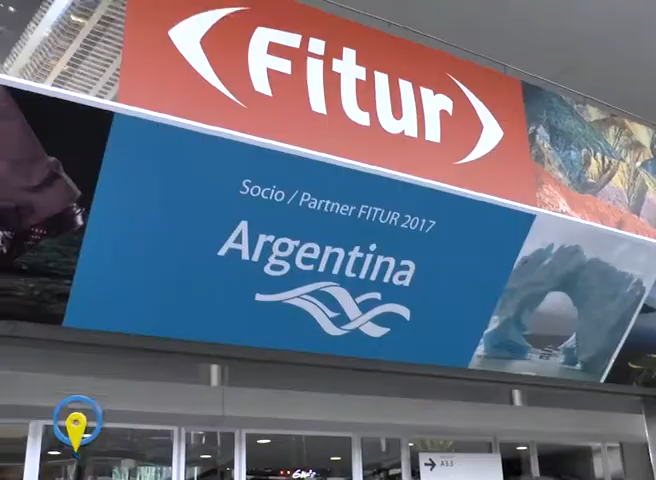 Fitur
Socio / Partner FITUR 2017
Argentina
→ A3.3